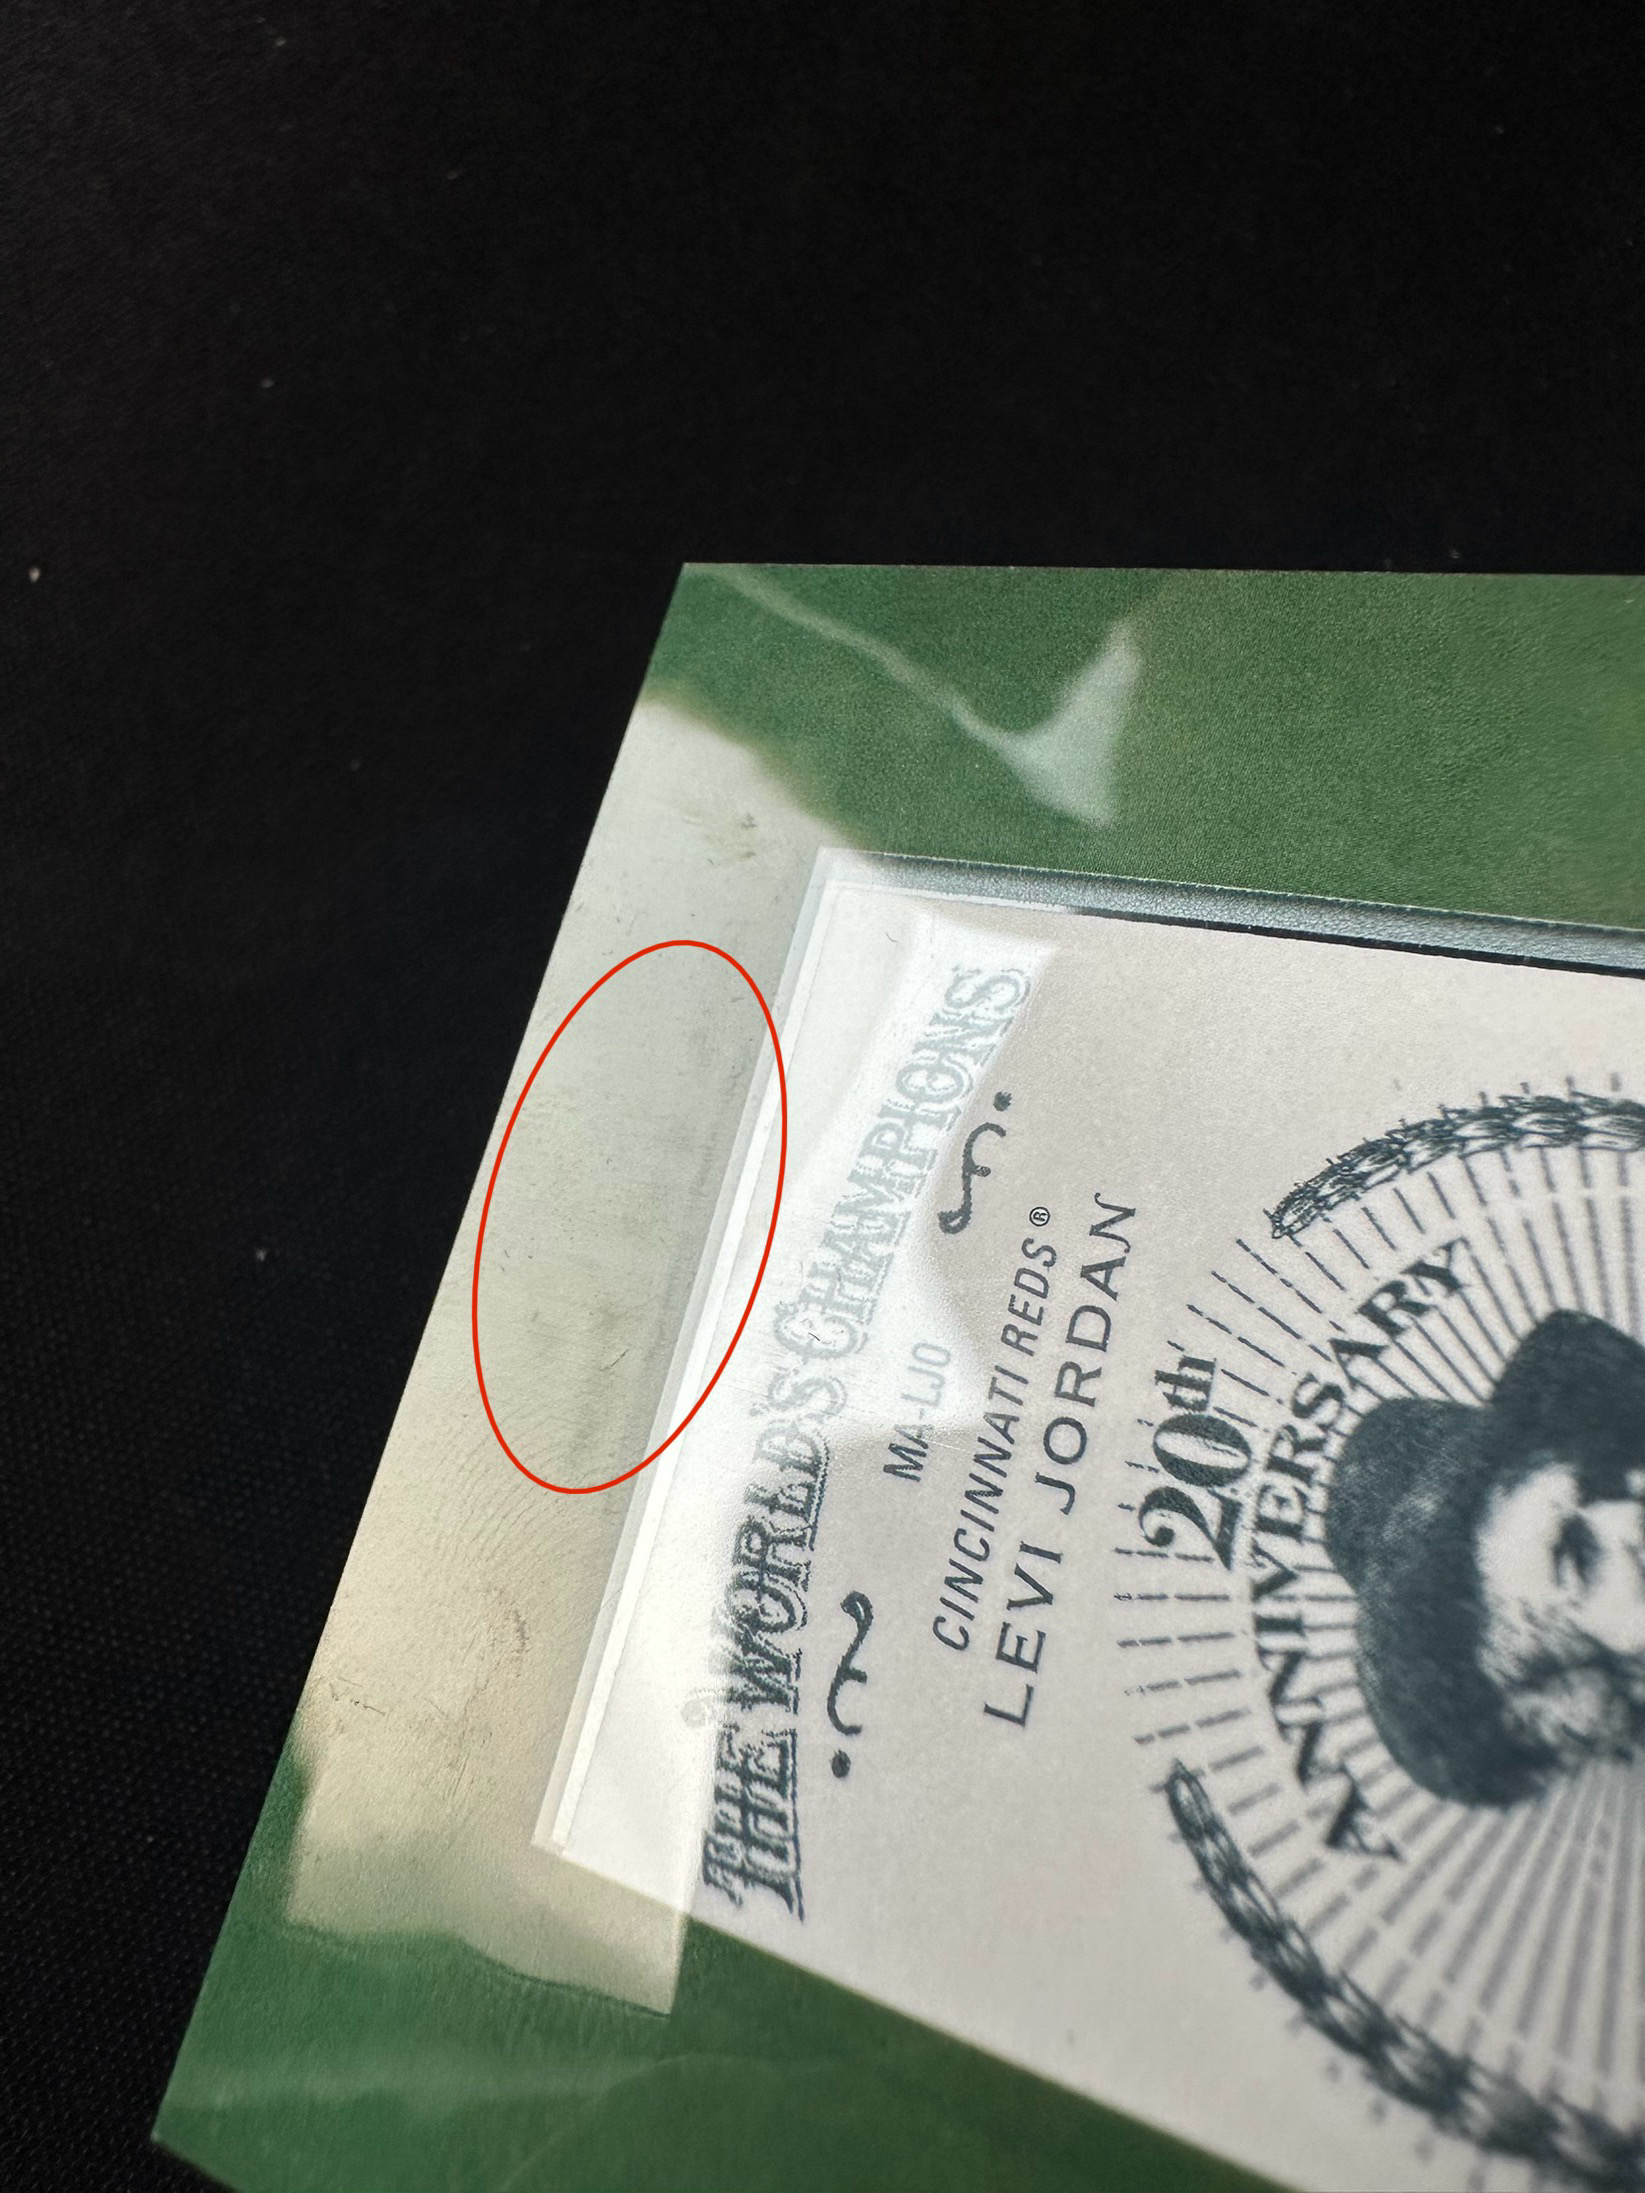 THE WORLD'S CHAMPIONS
MA-LJO
CINCINNATI REDS®
LEVI JORDAN
20th
ANNIVERSARY